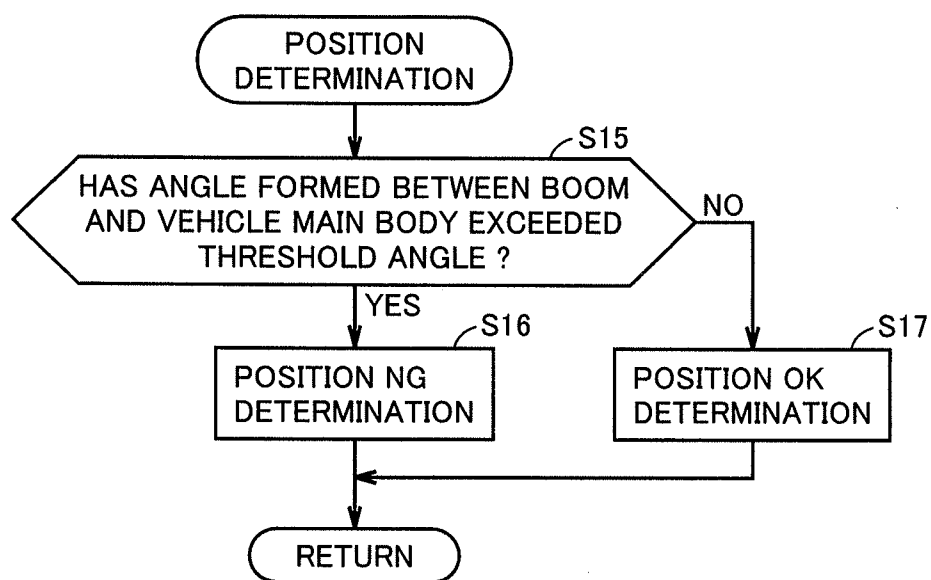 POSITION
DETERMINATION
S15
HAS ANGLE FORMED BETWEEN BOOM
AND VEHICLE MAIN BODY EXCEEDED
THRESHOLD ANGLE ?
NO
YES
S16
S17
POSITION NG
DETERMINATION
POSITION OK
DETERMINATION
RETURN